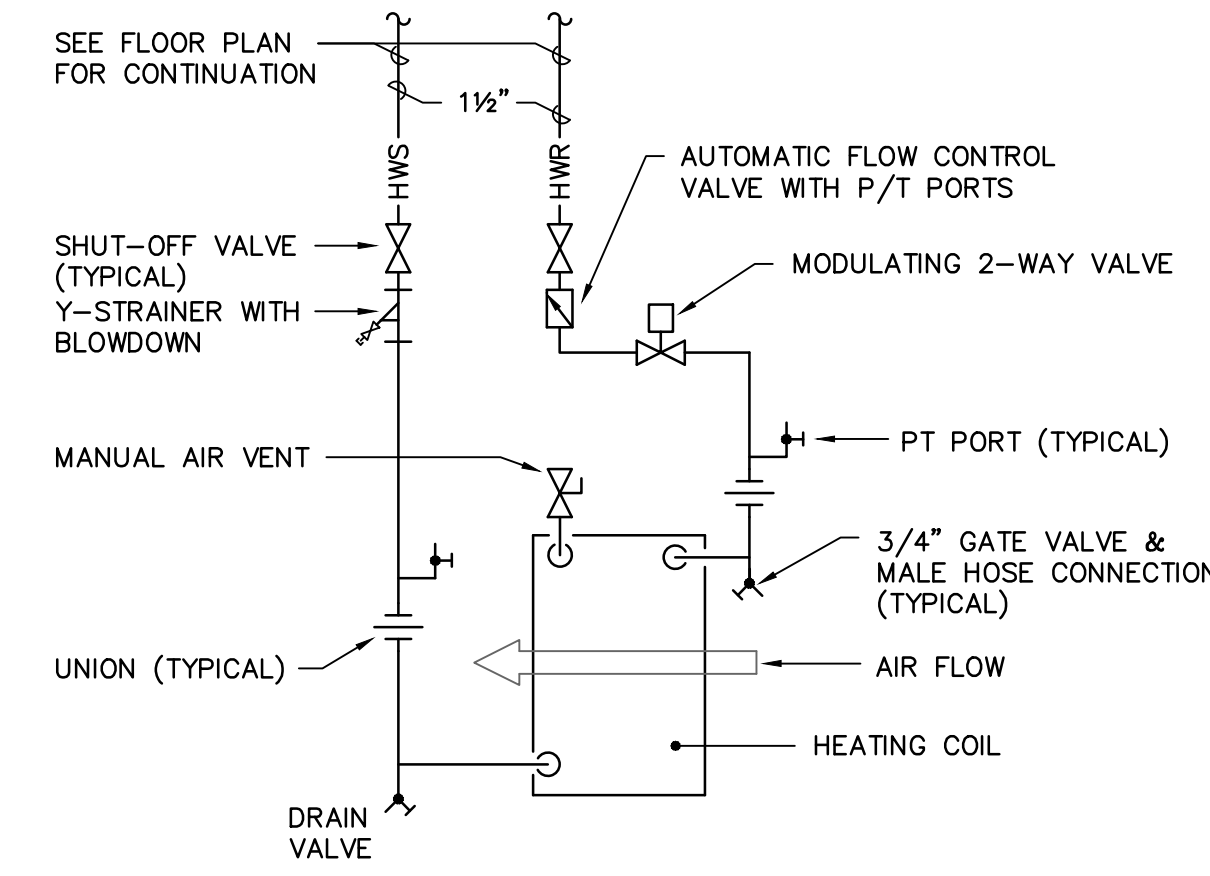 SEE FLOOR PLAN
FOR CONTINUATION
1½”
HWS
HWR
AUTOMATIC FLOW CONTROL
VALVE WITH P/T PORTS
SHUT-OFF VALVE
(TYPICAL)
MODULATING 2-WAY VALVE
Y-STRAINER WITH
BLOWDOWN
MANUAL AIR VENT
PT PORT (TYPICAL)
3/4” GATE VALVE &
MALE HOSE CONNECTION
(TYPICAL)
UNION (TYPICAL)
AIR FLOW
HEATING COIL
DRAIN
VALVE